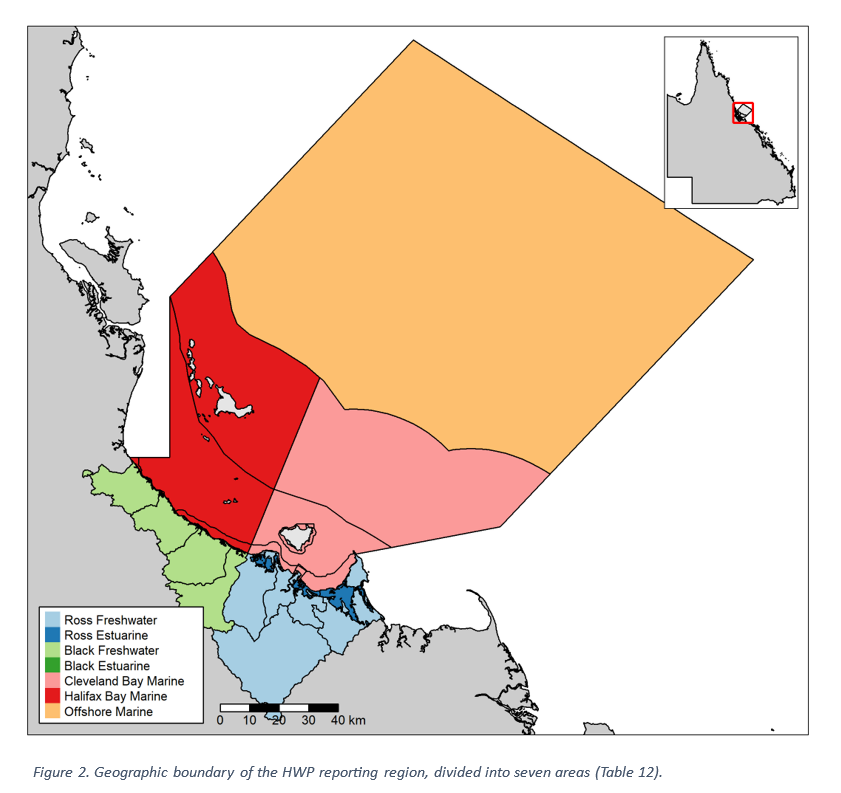 Ross Freshwater
Ross Estuarine
Black Freshwater
Black Estuarine
Cleveland Bay Marine
Halifax Bay Marine
Offshore Marine
0 10 20 30 40 km
Figure 2. Geographic boundary of the HWP reporting region, divided into seven areas (Table 12).